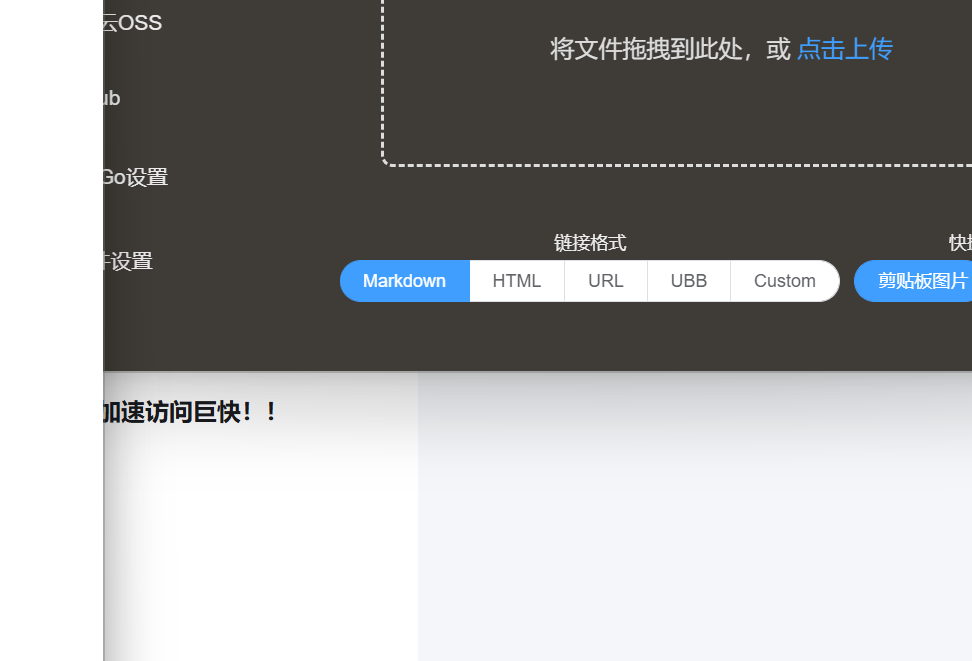 云OSS
将文件拖拽到此处，或 点击上传
ub
Go设置
设置
链接格式
快
Markdown
HTML
URL
UBB
Custom
剪贴板图片
加速访问巨快！！